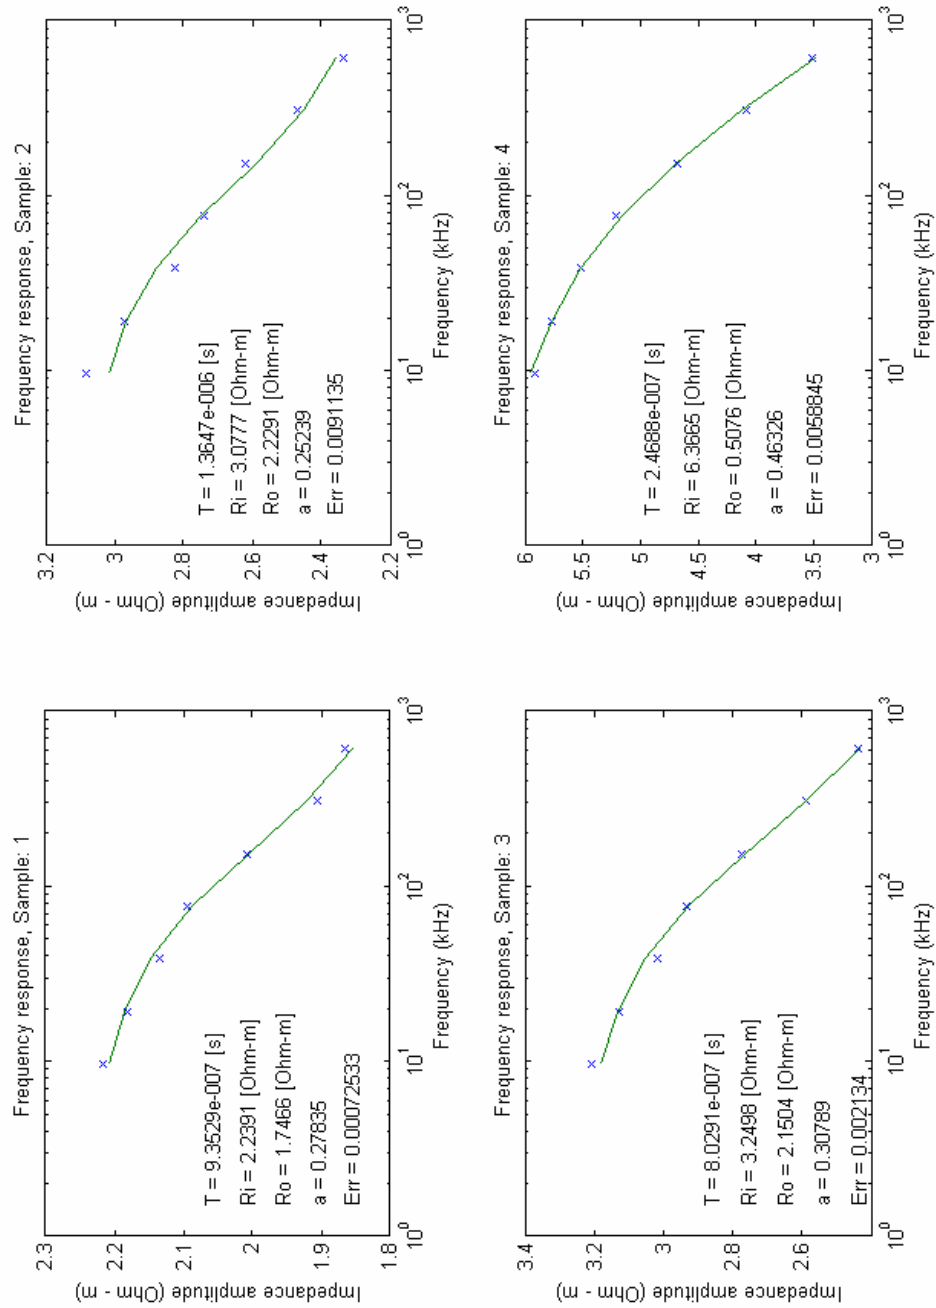 Frequency response, Sample: 1
2.3
2.2
2.1
2
1.9
1.8
Impedance amplitude (Ohm - m)
T = 9.3529e-007 [s]
Ri = 2.2391 [Ohm-m]
Ro = 1.7466 [Ohm-m]
a = 0.27835
Err = 0.00072533
10^0
10^1
10^2
10^3
Frequency (kHz)
Frequency response, Sample: 2
3.2
3
2.8
2.6
2.4
2.2
Impedance amplitude (Ohm - m)
T = 1.3647e-006 [s]
Ri = 3.0777 [Ohm-m]
Ro = 2.2291 [Ohm-m]
a = 0.25239
Err = 0.0091135
10^0
10^1
10^2
10^3
Frequency (kHz)
Frequency response, Sample: 3
3.4
3.2
3
2.8
2.6
Impedance amplitude (Ohm - m)
T = 8.0291e-007 [s]
Ri = 3.2498 [Ohm-m]
Ro = 2.1504 [Ohm-m]
a = 0.30789
Err = 0.002134
10^0
10^1
10^2
10^3
Frequency (kHz)
Frequency response, Sample: 4
6
5.5
5
4.5
4
3.5
3
Impedance amplitude (Ohm - m)
T = 2.4688e-007 [s]
Ri = 6.3665 [Ohm-m]
Ro = 0.5076 [Ohm-m]
a = 0.46326
Err = 0.0058845
10^0
10^1
10^2
10^3
Frequency (kHz)